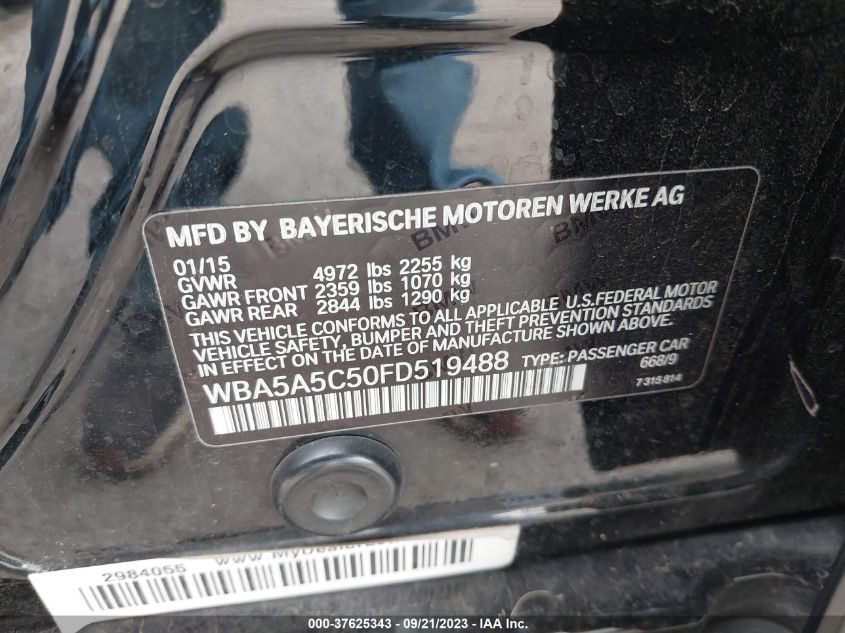 MFD BY BAYERISCHE MOTOREN WERKE AG
01/15
GVWR 4972 lbs 2255 kg
GAWR FRONT 2359 lbs 1070 kg
GAWR REAR 2844 lbs 1290 kg
THIS VEHICLE CONFORMS TO ALL APPLICABLE U.S.FEDERAL MOTOR
VEHICLE SAFETY, BUMPER AND THEFT PREVENTION STANDARDS
IN EFFECT ON THE DATE OF MANUFACTURE SHOWN ABOVE.
WBA5A5C50FD519488 TYPE: PASSENGER CAR
668/9
7 315 814
2984055
000-37625343 / 09/21/2023 / © IAA, Inc.